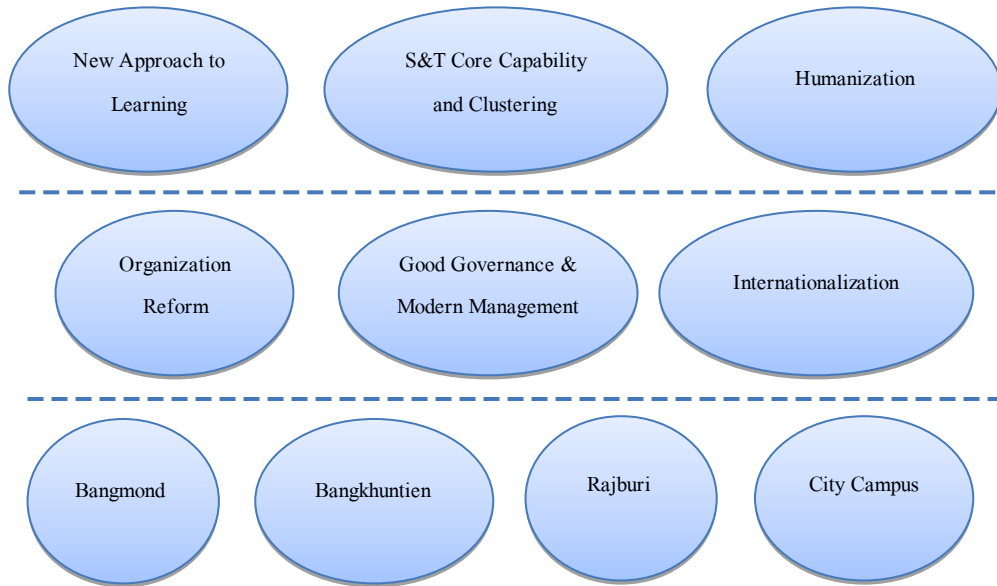 New Approach to
Learning
S&T Core Capability
and Clustering
Humanization
Organization
Reform
Good Governance &
Modern Management
Internationalization
Bangmond
Bangkhuntien
Rajburi
City Campus